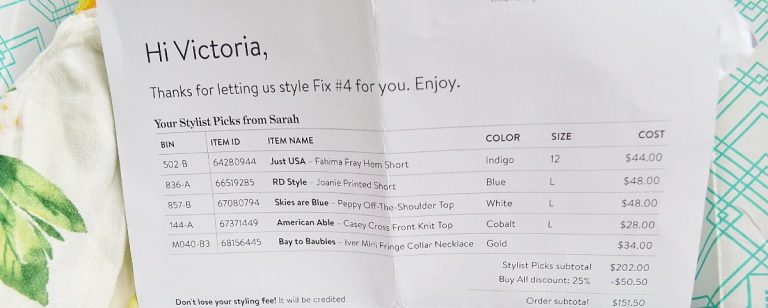 Hi Victoria,
Thanks for letting us style Fix #4 for you. Enjoy.
Your Stylist Picks from Sarah
BIN ITEM ID ITEM NAME COLOR SIZE COST
502-B 64280944 Just USA – Fahima Fray Hem Short Indigo 12 $44.00
836-A 66519285 RD Style – Joanie Printed Short Blue L $48.00
857-B 67080794 Skies are Blue – Peppy Off-The-Shoulder Top White L $48.00
144-A 67371449 American Able – Casey Cross Front Knit Top Cobalt L $28.00
M040-B3 68156445 Bay to Baubles – Iver Mini Fringe Collar Necklace Gold $34.00
Stylist Picks subtotal $202.00
Buy All discount: 25% -$50.50
Don't lose your styling fee! It will be credited Order subtotal $151.50